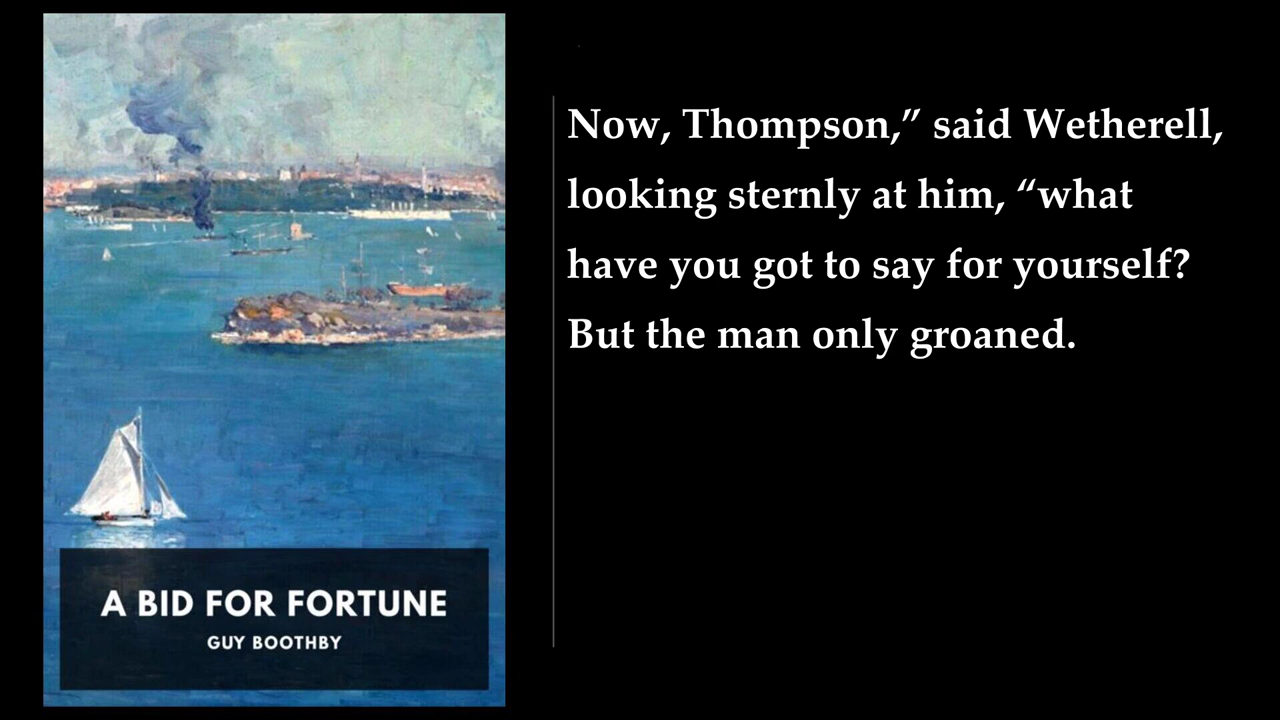 Now, Thompson,” said Wetherell,
looking sternly at him, “what
have you got to say for yourself?
But the man only groaned.
A BID FOR FORTUNE
GUY BOOTHBY